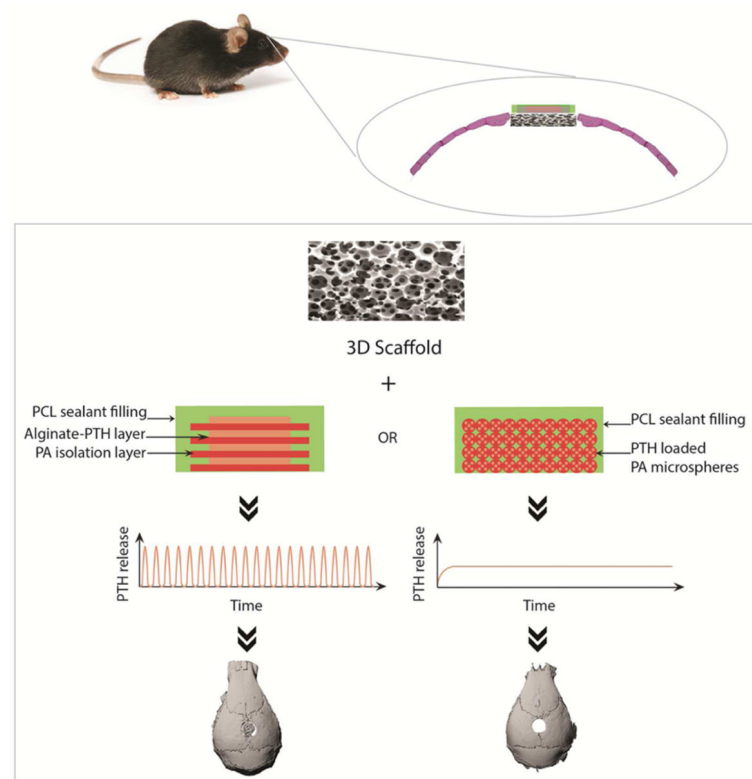 3D Scaffold
+
PCL sealant filling
Alginate-PTH layer
PA isolation layer
OR
PCL sealant filling
PTH loaded
PA microspheres
PTH release
Time
PTH release
Time